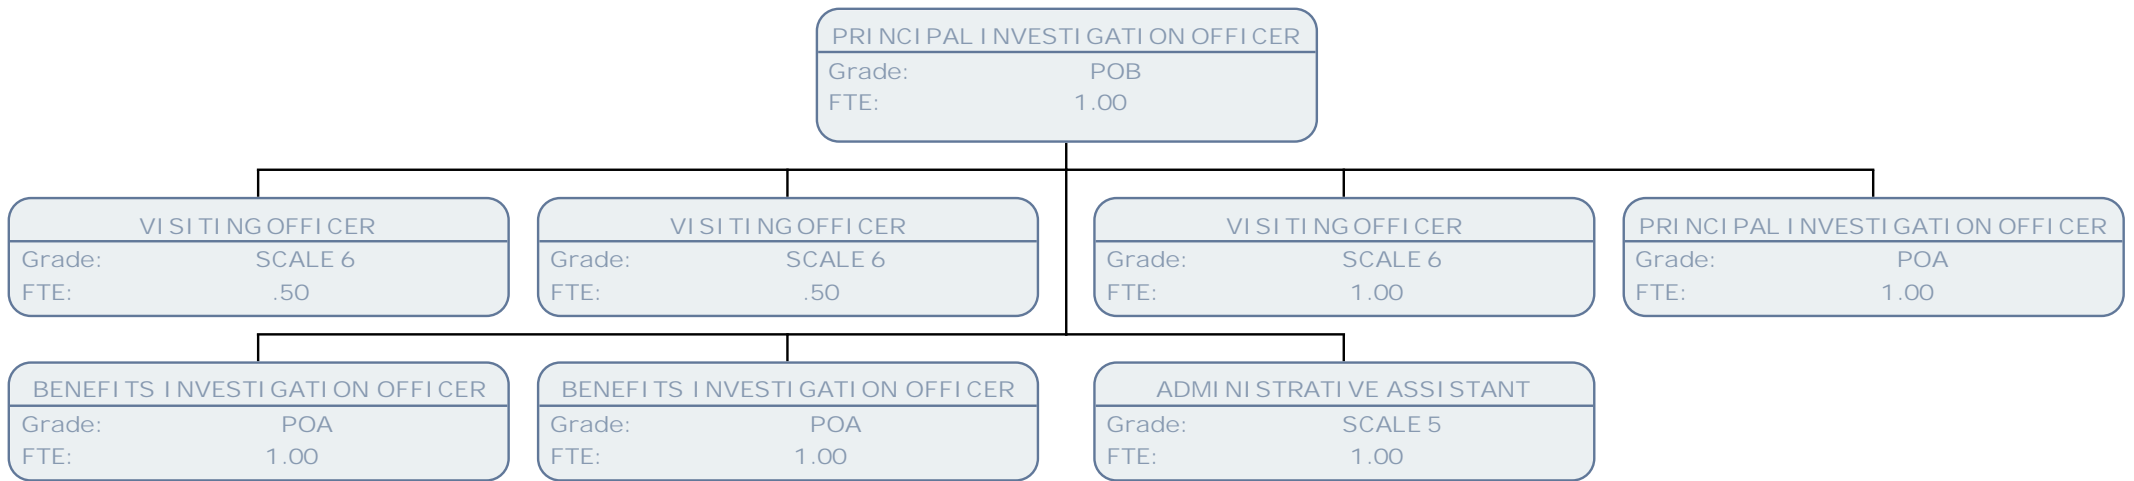 PRINCIPAL INVESTIGATION OFFICER
Grade: POB
FTE: 1.00
VISITING OFFICER
Grade: SCALE 6
FTE: .50
VISITING OFFICER
Grade: SCALE 6
FTE: .50
VISITING OFFICER
Grade: SCALE 6
FTE: 1.00
PRINCIPAL INVESTIGATION OFFICER
Grade: POA
FTE: 1.00
BENEFITS INVESTIGATION OFFICER
Grade: POA
FTE: 1.00
BENEFITS INVESTIGATION OFFICER
Grade: POA
FTE: 1.00
ADMINISTRATIVE ASSISTANT
Grade: SCALE 5
FTE: 1.00